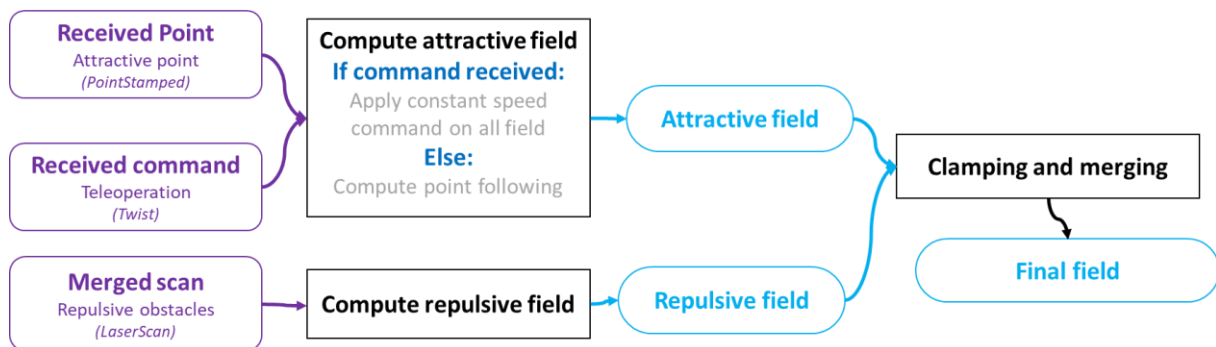 Received Point
Attractive point
(PointStamped)
Received command
Teleoperation
(Twist)
Merged scan
Repulsive obstacles
(LaserScan)
Compute attractive field
If command received:
Apply constant speed
command on all field
Else:
Compute point following
Compute repulsive field
Attractive field
Repulsive field
Clamping and merging
Final field